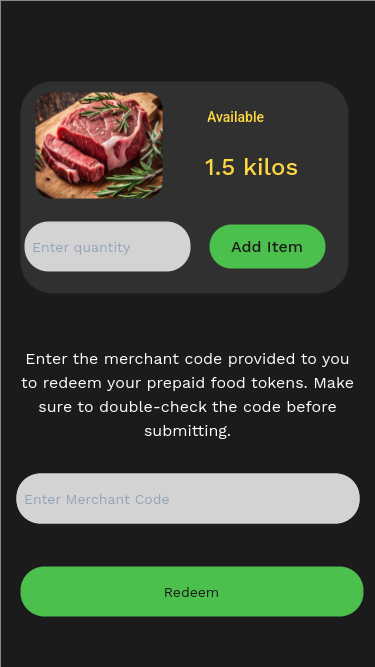 Available
1.5 kilos
Enter quantity
Add Item
Enter the merchant code provided to you
to redeem your prepaid food tokens. Make
sure to double-check the code before
submitting.
Enter Merchant Code
Redeem